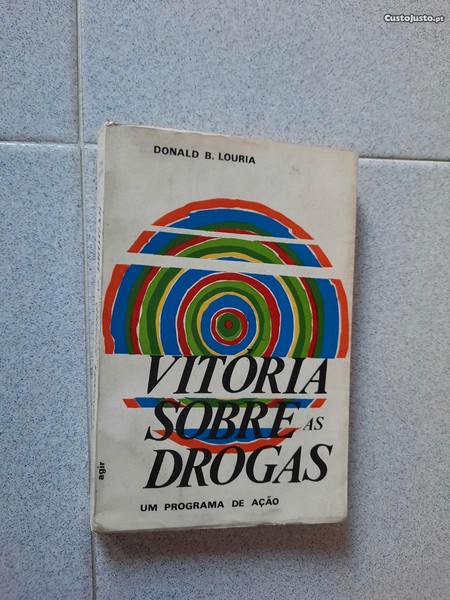 CustoJusto.pt
DONALD B. LOURIA
VITÓRIA
SOBRE AS
DROGAS
UM PROGRAMA DE AÇÃO
agir